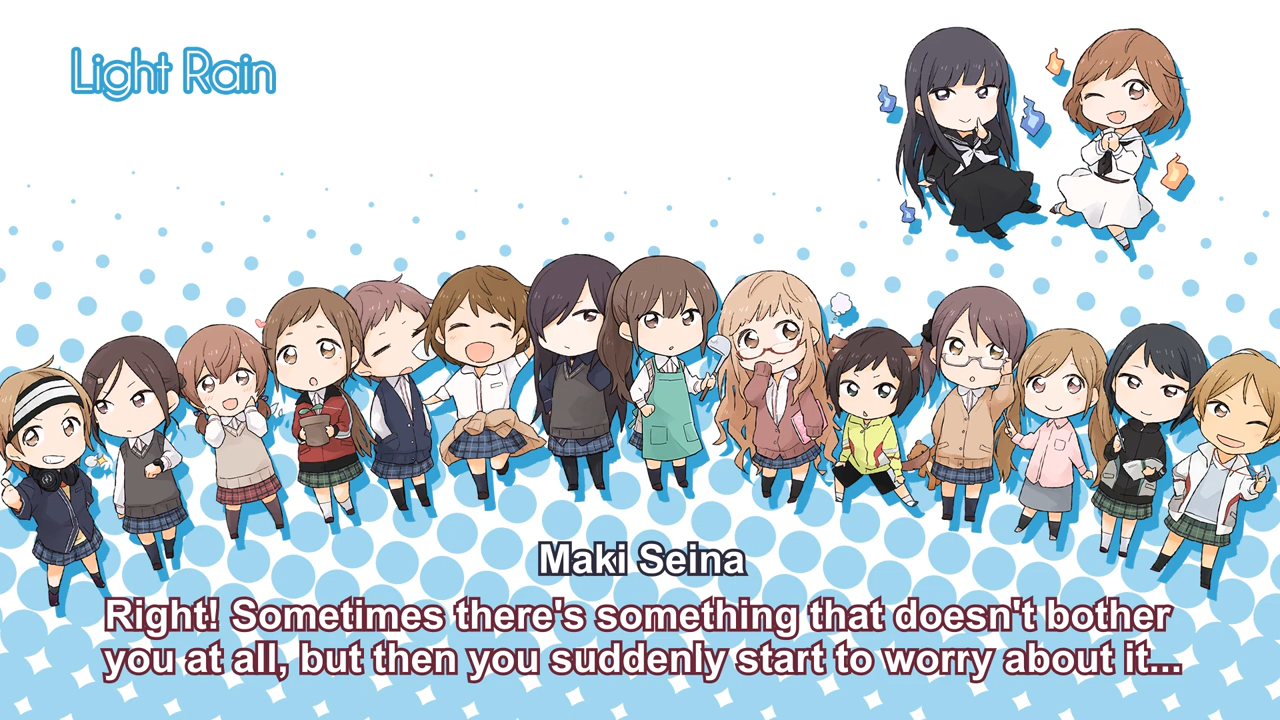 Light Rain
Maki Seina
Right! Sometimes there's something that doesn't bother
you at all, but then you suddenly start to worry about it...